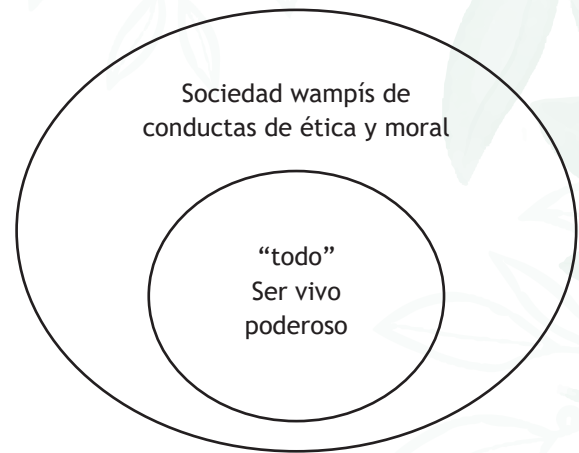 Sociedad wampís de
conductas de ética y moral
“todo”
Ser vivo
poderoso